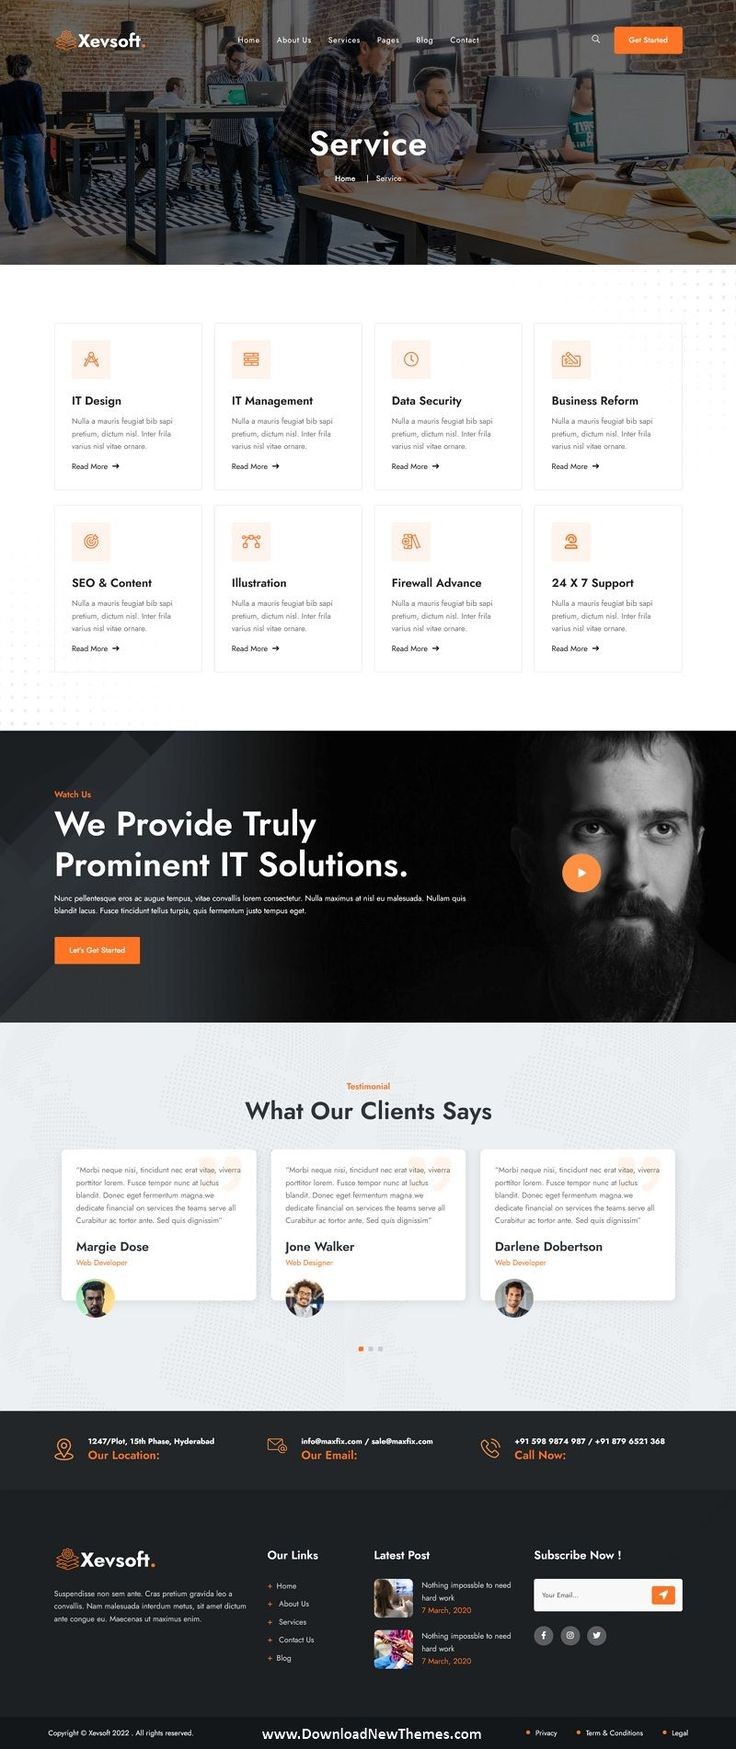 Xevsoft.
Home About Us Services Pages Blog Contact
Get Started
Service
Home | Service
IT Design
Nulla a mauris feugiat bib sapi
pretium, dictum nisl. Inter frila
varius nisl vitae ornare.
Read More →
IT Management
Nulla a mauris feugiat bib sapi
pretium, dictum nisl. Inter frila
varius nisl vitae ornare.
Read More →
Data Security
Nulla a mauris feugiat bib sapi
pretium, dictum nisl. Inter frila
varius nisl vitae ornare.
Read More →
Business Reform
Nulla a mauris feugiat bib sapi
pretium, dictum nisl. Inter frila
varius nisl vitae ornare.
Read More →
SEO & Content
Nulla a mauris feugiat bib sapi
pretium, dictum nisl. Inter frila
varius nisl vitae ornare.
Read More →
Illustration
Nulla a mauris feugiat bib sapi
pretium, dictum nisl. Inter frila
varius nisl vitae ornare.
Read More →
Firewall Advance
Nulla a mauris feugiat bib sapi
pretium, dictum nisl. Inter frila
varius nisl vitae ornare.
Read More →
24 X 7 Support
Nulla a mauris feugiat bib sapi
pretium, dictum nisl. Inter frila
varius nisl vitae ornare.
Read More →
Watch Us
We Provide Truly
Prominent IT Solutions.
Nunc pellentesque eros ac augue tempus, vitae convallis lorem consectetur. Nulla maximus at nisl eu malesuada. Nullam quis
blandit lacus. Fusce tincidunt tellus turpis, quis fermentum justo tempus eget.
Let's Get Started
Testimonial
What Our Clients Says
"Morbi neque nisi, tincidunt nec erat vitae, viverra
porttitor lorem. Fusce tempor nunc at luctus
blandit. Donec eget fermentum magna.we
dedicate financial on services the teams serve all
Curabitur ac tortor ante. Sed quis dignissim"
Margie Dose
Web Developer
"Morbi neque nisi, tincidunt nec erat vitae, viverra
porttitor lorem. Fusce tempor nunc at luctus
blandit. Donec eget fermentum magna.we
dedicate financial on services the teams serve all
Curabitur ac tortor ante. Sed quis dignissim"
Jone Walker
Web Designer
"Morbi neque nisi, tincidunt nec erat vitae, viverra
porttitor lorem. Fusce tempor nunc at luctus
blandit. Donec eget fermentum magna.we
dedicate financial on services the teams serve all
Curabitur ac tortor ante. Sed quis dignissim"
Darlene Dobertson
Web Developer
1247/Plot, 15th Phase, Hyderabad
Our Location:
info@maxfix.com / sale@maxfix.com
Our Email:
+91 598 9874 987 / +91 879 6521 368
Call Now:
Xevsoft.
Suspendisse non sem ante. Cras pretium gravida leo a
convallis. Nam malesuada interdum metus, sit amet dictum
ante congue eu. Maecenas ut maximus enim.
Our Links
+ Home
+ About Us
+ Services
+ Contact Us
+ Blog
Latest Post
Nothing impossble to need
hard work
7 March, 2020
Nothing impossble to need
hard work
7 March, 2020
Subscribe Now !
Your Email...
Copyright © Xevsoft 2022 . All rights reserved.
www.DownloadNewThemes.com
Privacy Term & Conditions Legal